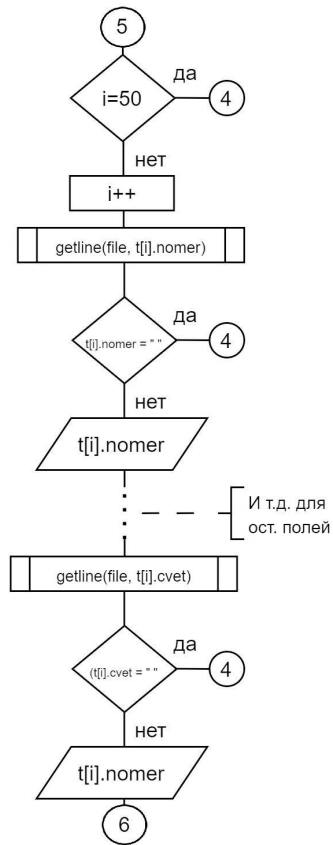 5
да
i=50
4
нет
i++
getline(file, t[i].nomer)
да
t[i].nomer = " "
4
нет
t[i].nomer
И т.д. для
ост. полей
getline(file, t[i].cvet)
да
(t[i].cvet = " "
4
нет
t[i].nomer
6